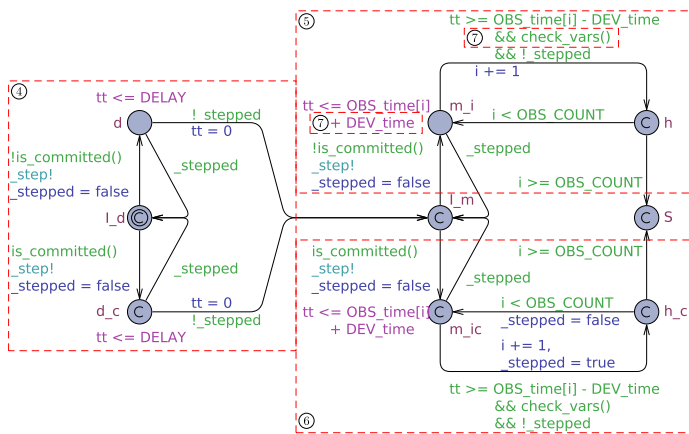 5
tt >= OBS_time[i] - DEV_time
7 && check_vars()
&& !_stepped
i += 1
4
tt <= DELAY
tt <= OBS_time[i]
m_i
d
!_stepped
tt = 0
7 + DEV_time
i < OBS_COUNT
C
h
!is_committed()
_step!
_stepped = false
_stepped
!is_committed()
_step!
_stepped = false
_stepped
i >= OBS_COUNT
I_d
C
C
I_m
C
S
is_committed()
_step!
_stepped = false
_stepped
is_committed()
_step!
_stepped = false
_stepped
i >= OBS_COUNT
d_c
C
tt = 0
!_stepped
tt <= DELAY
tt <= OBS_time[i]
+ DEV_time
C
m_ic
i < OBS_COUNT
_stepped = false
C
h_c
i += 1,
_stepped = true
tt >= OBS_time[i] - DEV_time
&& check_vars()
&& !_stepped
6